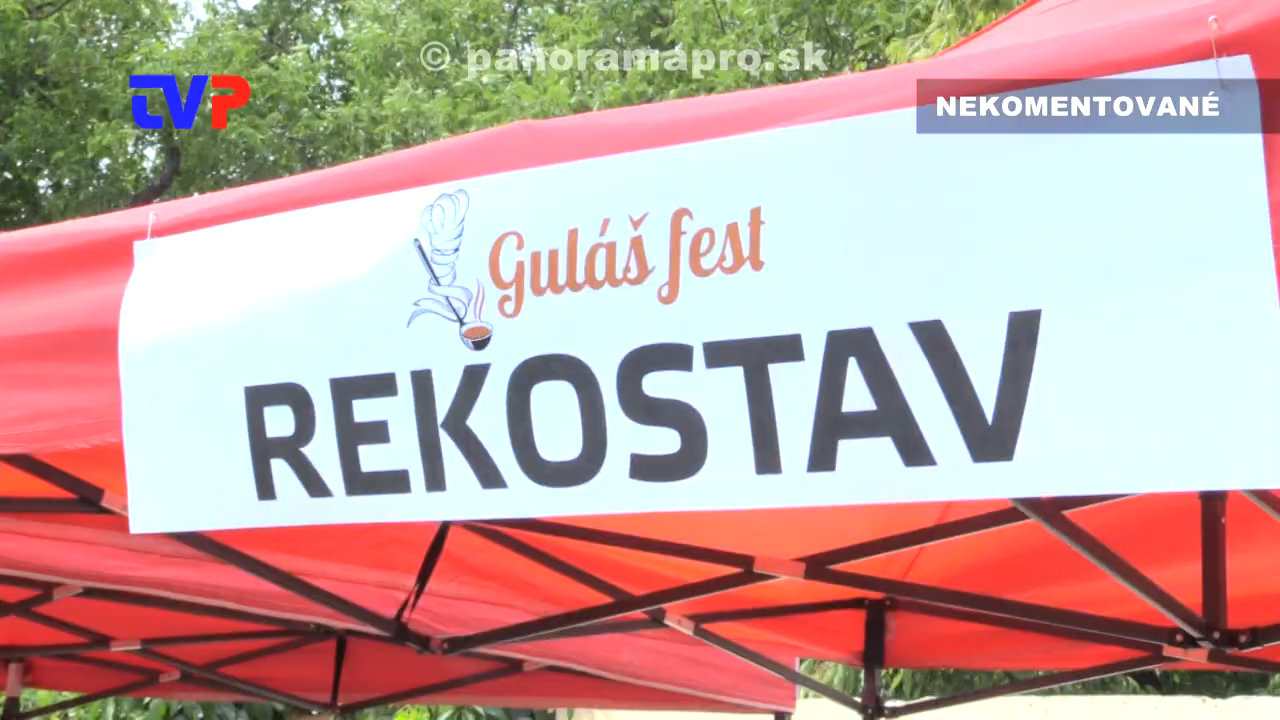 © panoramapro.sk
TVP
NEKOMENTOVANÉ
Guláš fest
REKOSTAV